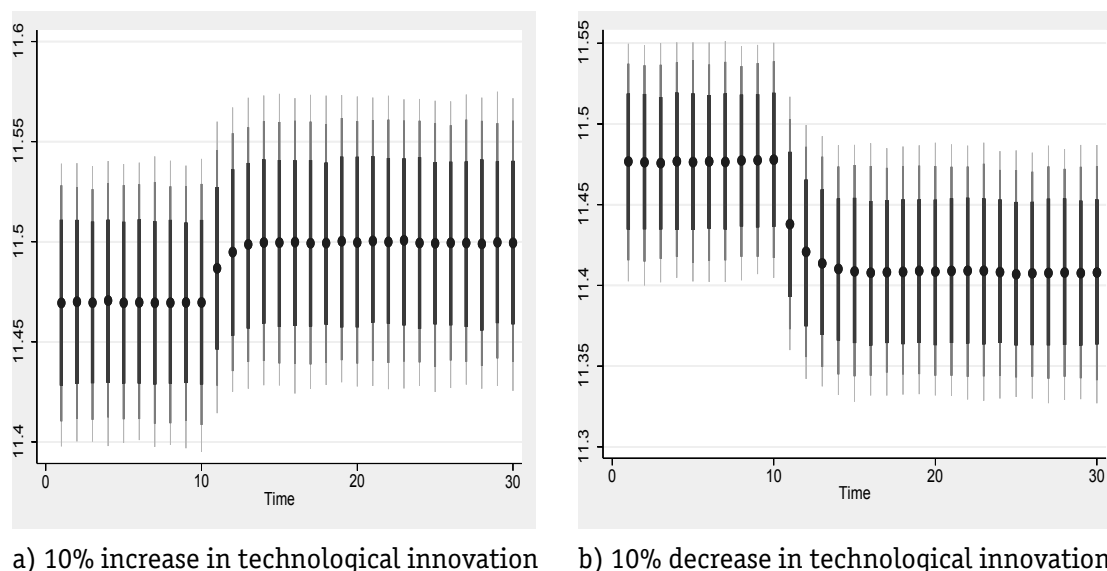 11.6
11.55
11.5
11.45
11.4
0 10 20 30
Time
a) 10% increase in technological innovation
11.55
11.5
11.45
11.4
11.35
11.3
0 10 20 30
Time
b) 10% decrease in technological innovation